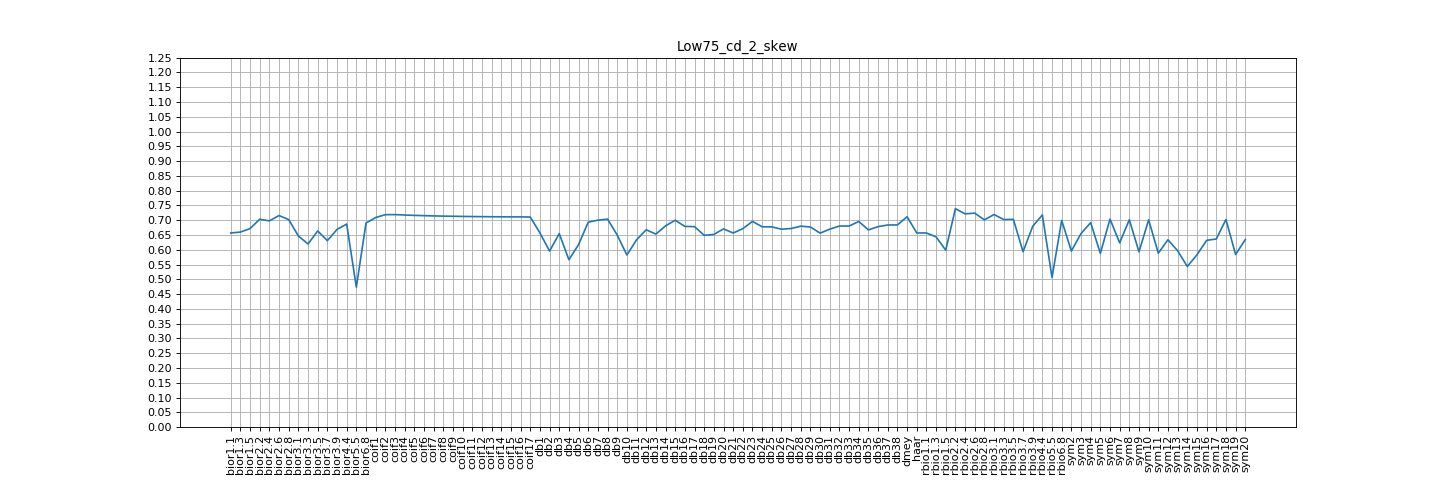 Low75_cd_2_skew
1.25
1.20
1.15
1.10
1.05
1.00
0.95
0.90
0.85
0.80
0.75
0.70
0.65
0.60
0.55
0.50
0.45
0.40
0.35
0.30
0.25
0.20
0.15
0.10
0.05
0.00
bior1.1
bior1.3
bior1.5
bior2.2
bior2.4
bior2.6
bior2.8
bior3.1
bior3.3
bior3.5
bior3.7
bior3.9
bior4.4
bior5.5
bior6.8
coif1
coif2
coif3
coif4
coif5
coif6
coif7
coif8
coif9
coif10
coif11
coif12
coif13
coif14
coif15
coif16
coif17
db1
db2
db3
db4
db5
db6
db7
db8
db9
db10
db11
db12
db13
db14
db15
db16
db17
db18
db19
db20
db21
db22
db23
db24
db25
db26
db27
db28
db29
db30
db31
db32
db33
db34
db35
db36
db37
db38
dmey
haar
rbio1.1
rbio1.3
rbio1.5
rbio2.2
rbio2.4
rbio2.6
rbio2.8
rbio3.1
rbio3.3
rbio3.5
rbio3.7
rbio3.9
rbio4.4
rbio5.5
rbio6.8
sym2
sym3
sym4
sym5
sym6
sym7
sym8
sym9
sym10
sym11
sym12
sym13
sym14
sym15
sym16
sym17
sym18
sym19
sym20